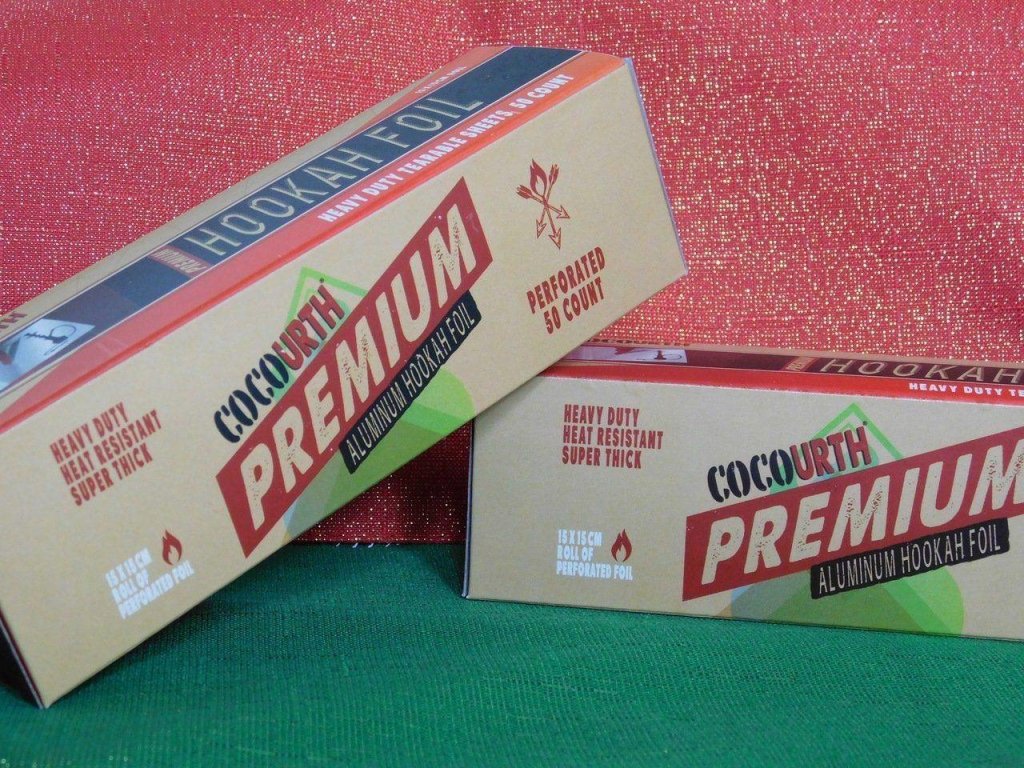 PREMIUM HOOKAH FOIL
HEAVY DUTY TEARABLE SHEETS, 50 COUNT
COCOURTH
PREMIUM
ALUMINUM HOOKAH FOIL
PERFORATED
50 COUNT
HEAVY DUTY
HEAT RESISTANT
SUPER THICK
15 X 15 CM
ROLL OF
PERFORATED FOIL
HOOKAH
HEAVY DUTY TE
HEAVY DUTY
HEAT RESISTANT
SUPER THICK
COCOURTH
PREMIUM
ALUMINUM HOOKAH FOIL
15 X 15 CM
ROLL OF
PERFORATED FOIL